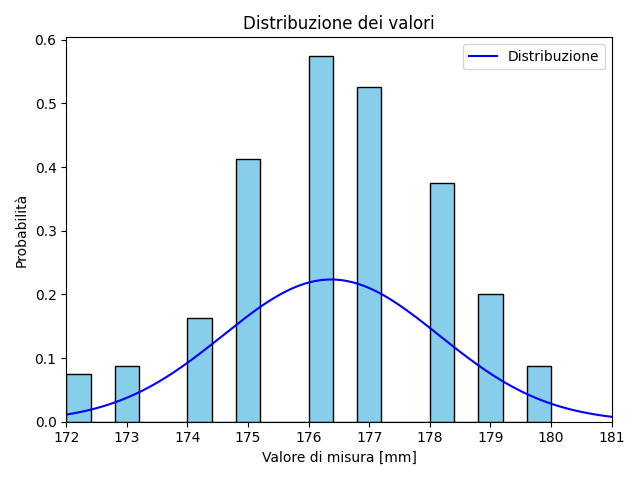 Distribuzione dei valori
Distribuzione
0.6
0.5
0.4
0.3
0.2
0.1
0.0
Probabilità
172 173 174 175 176 177 178 179 180 181
Valore di misura [mm]